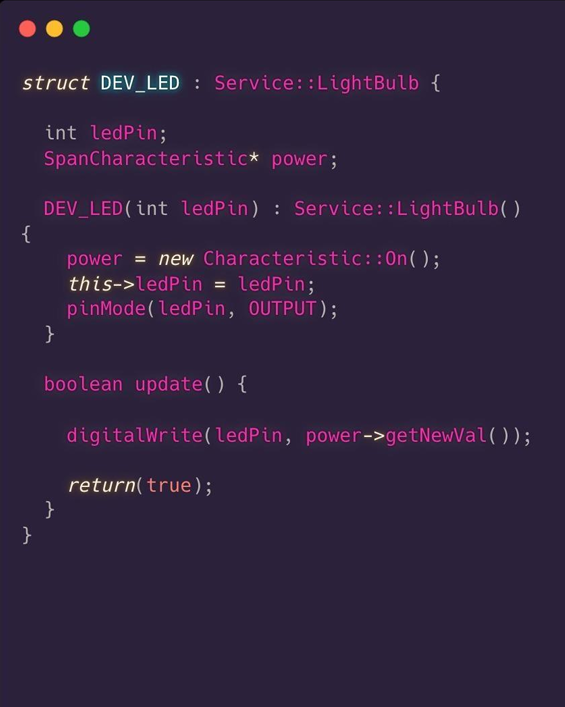 struct DEV_LED : Service::LightBulb {
int ledPin;
SpanCharacteristic* power;
DEV_LED(int ledPin) : Service::LightBulb()
{
power = new Characteristic::On();
this->ledPin = ledPin;
pinMode(ledPin, OUTPUT);
}
boolean update() {
digitalWrite(ledPin, power->getNewVal());
return(true);
}
}